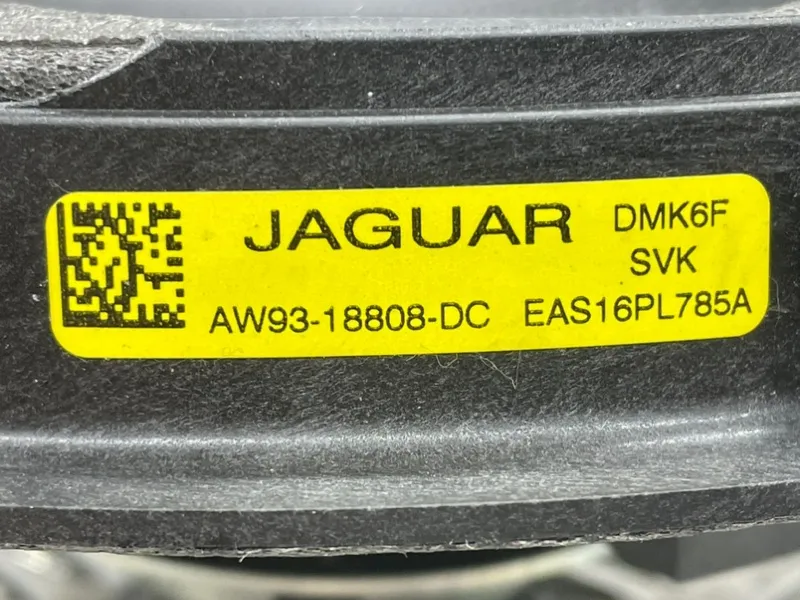 JAGUAR DMK6F
SVK
AW93-18808-DC EAS16PL785A